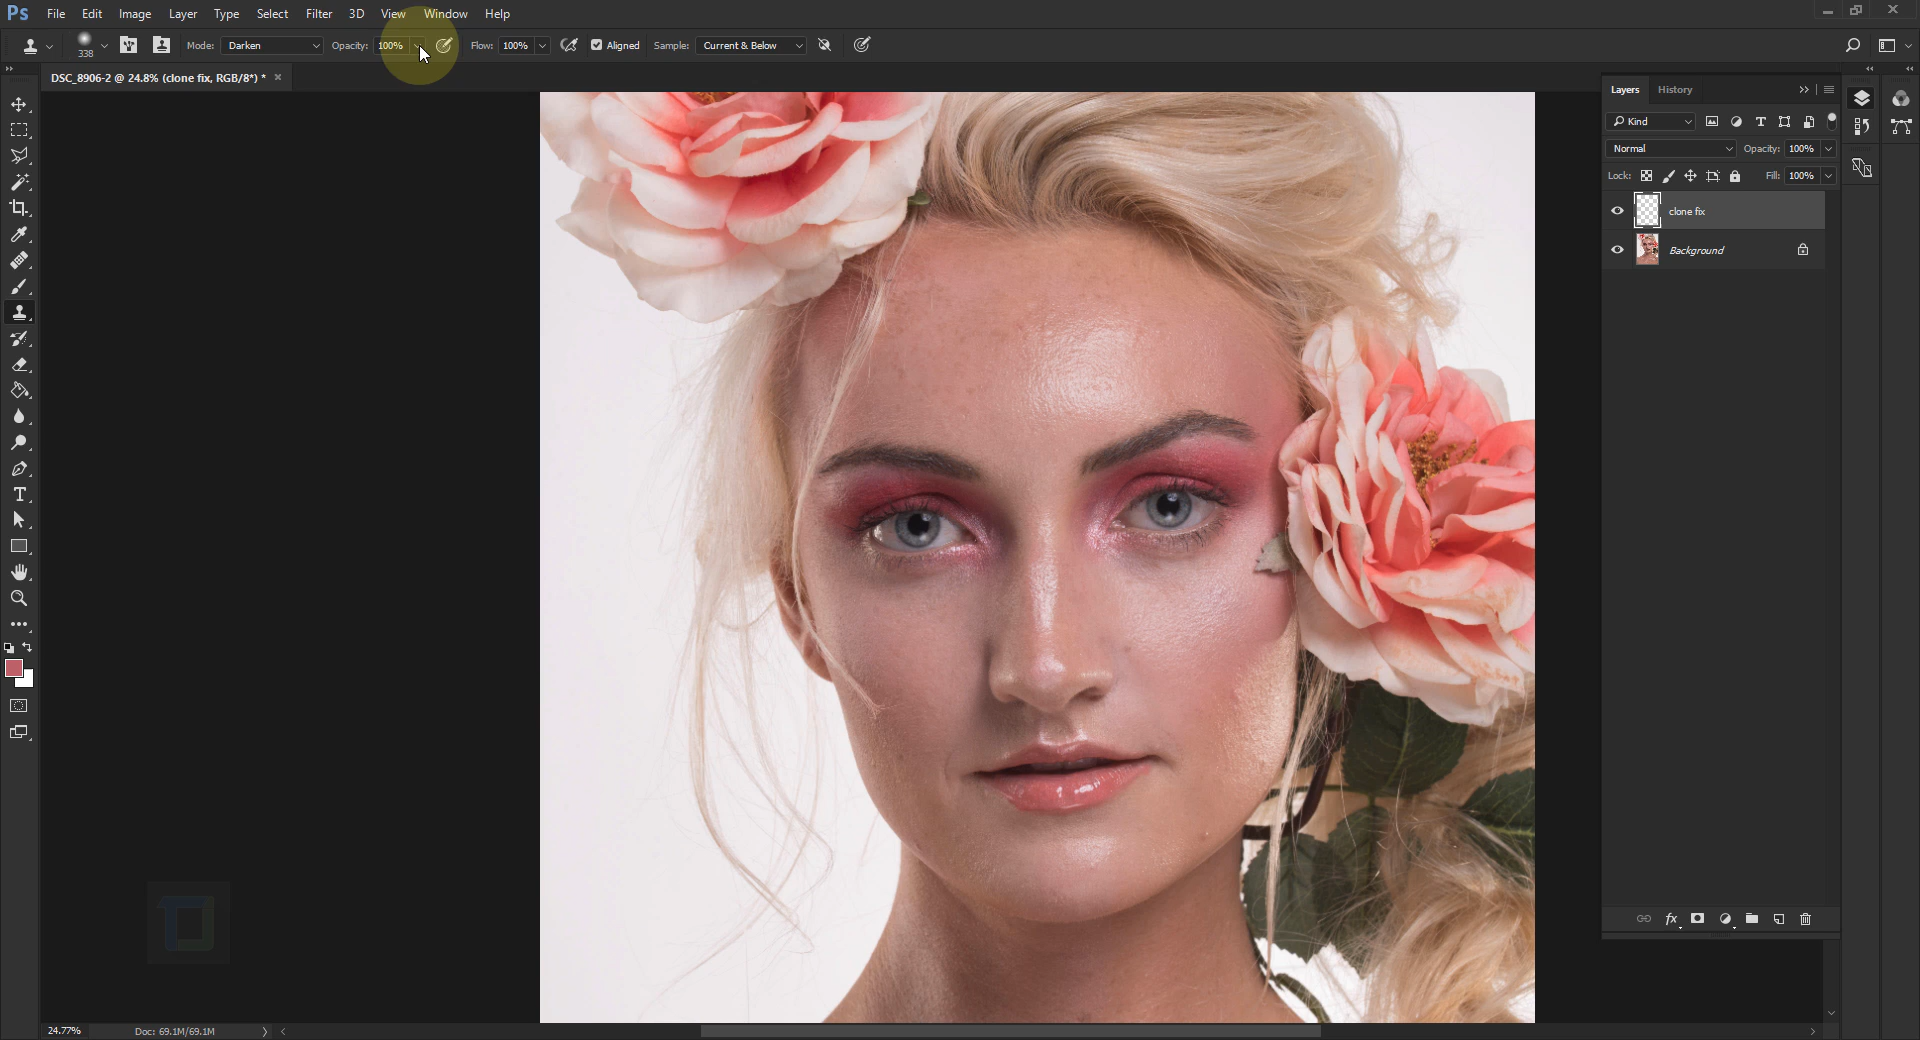 Ps File Edit Image Layer Type Select Filter 3D View Window Help
338 Mode: Darken Opacity: 100% Flow: 100% Aligned Sample: Current & Below
DSC_8906-2 @ 24.8% (clone fix, RGB/8*) * ×
Layers History
Kind
Normal Opacity: 100%
Lock: Fill: 100%
clone fix
Background
fx
24.77% Doc: 69.1M/69.1M